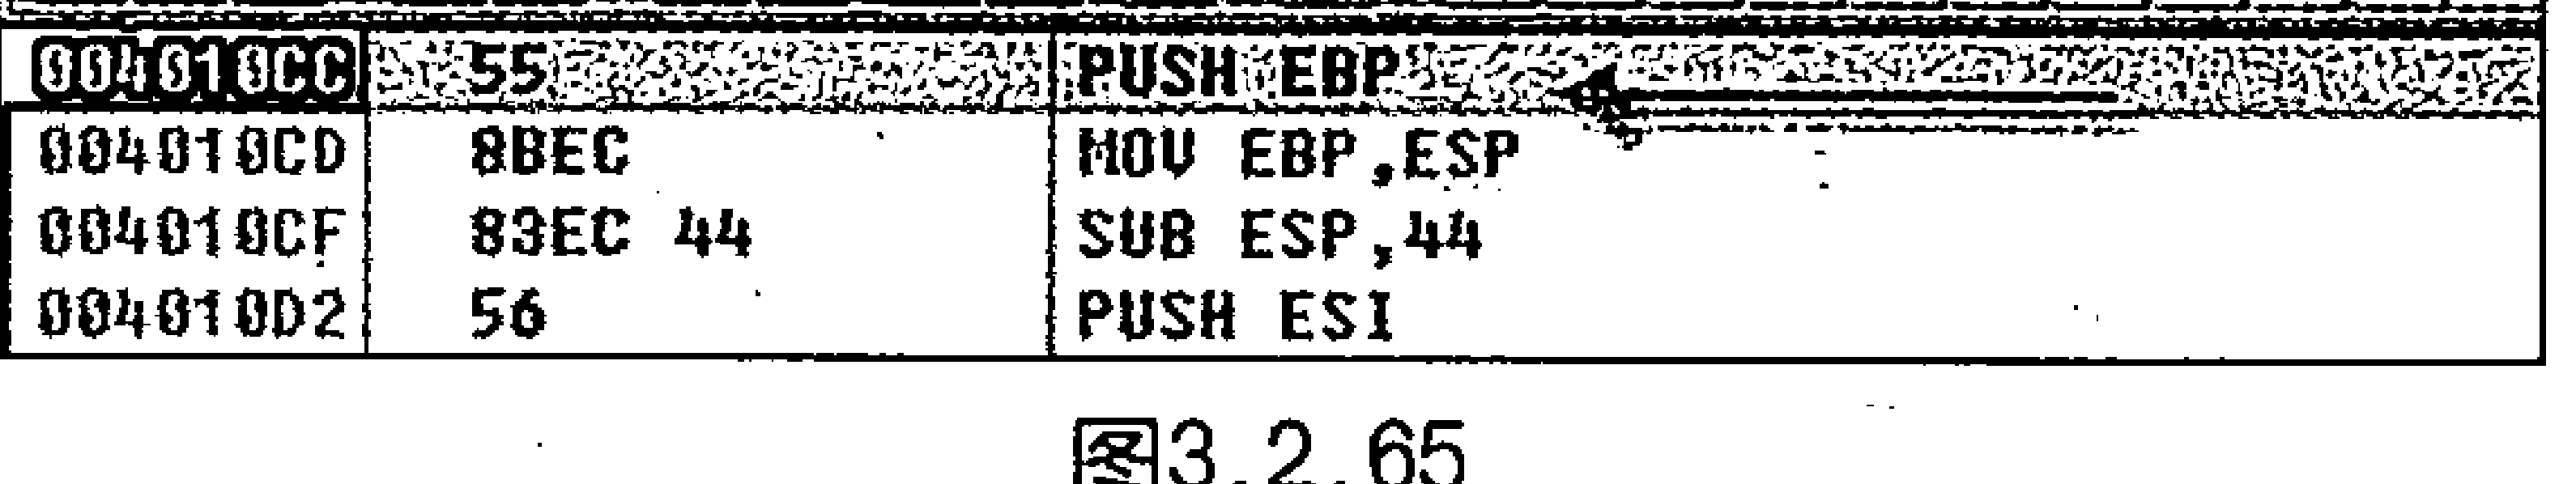 004010CC 55 PUSH EBP
004010CD 8BEC MOV EBP,ESP
004010CF 83EC 44 SUB ESP,44
004010D2 56 PUSH ESI
图3.2.65